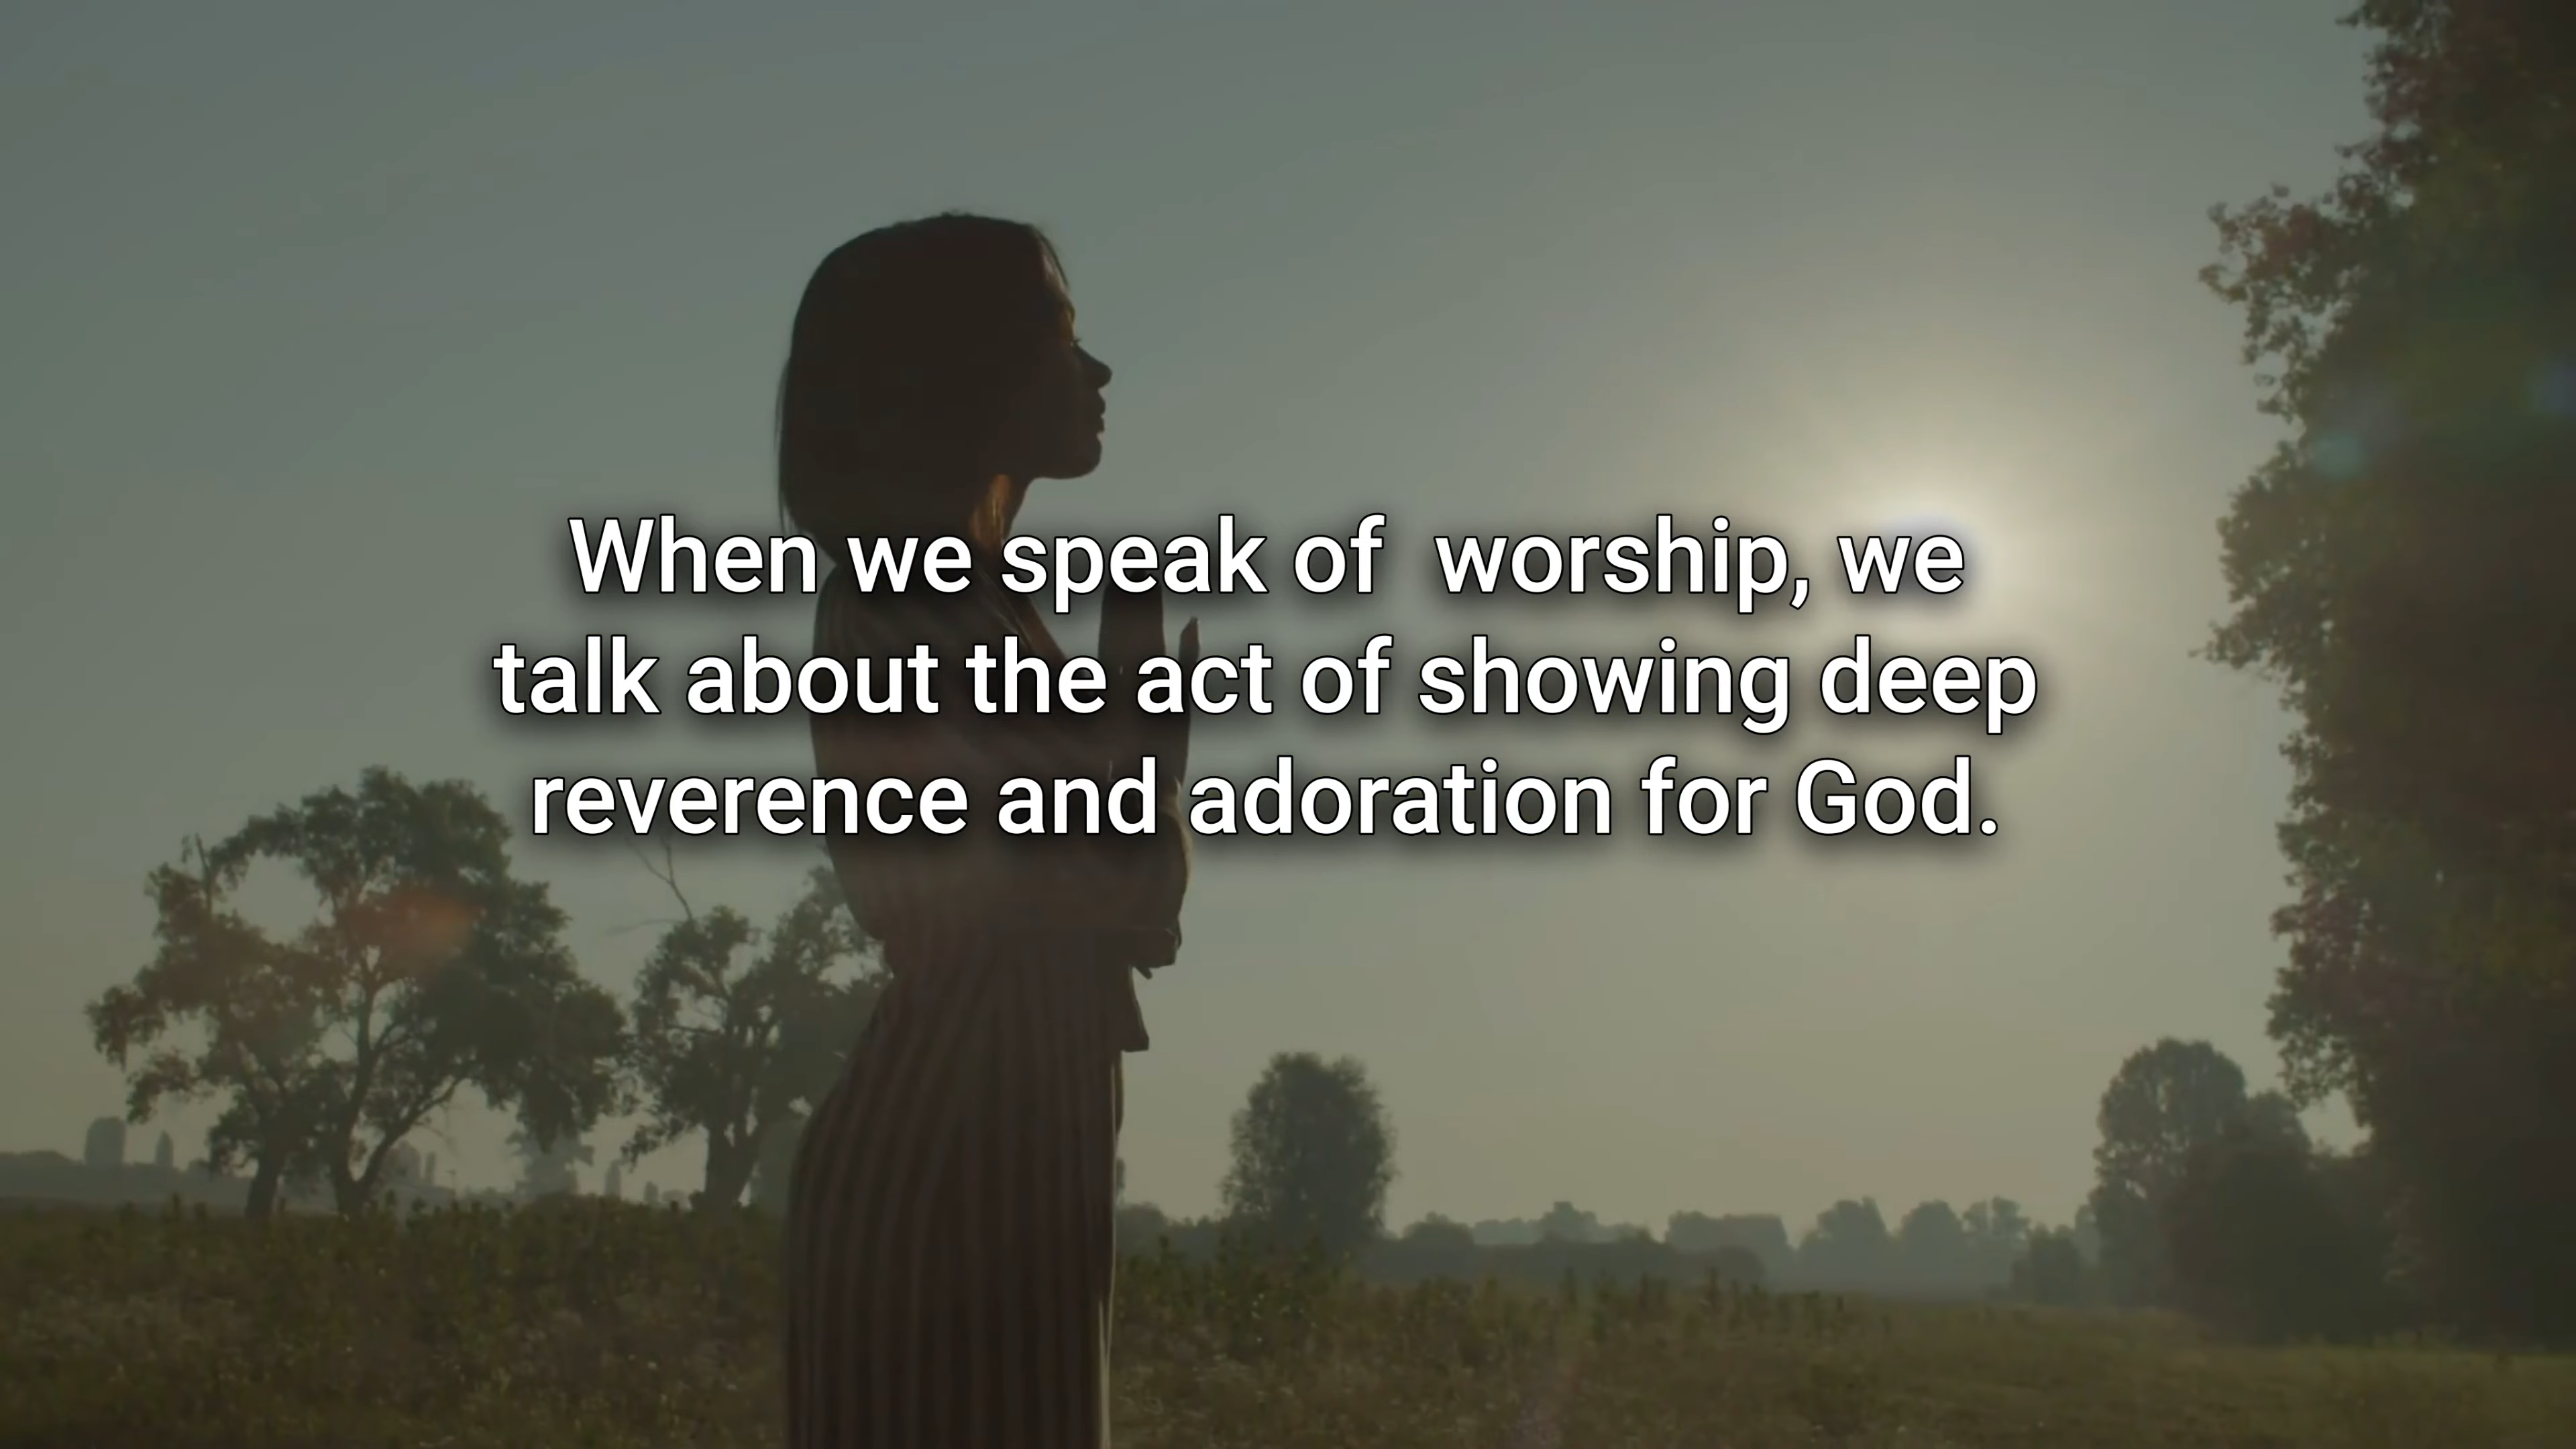 When we speak of  worship, we
talk about the act of showing deep
reverence and adoration for God.